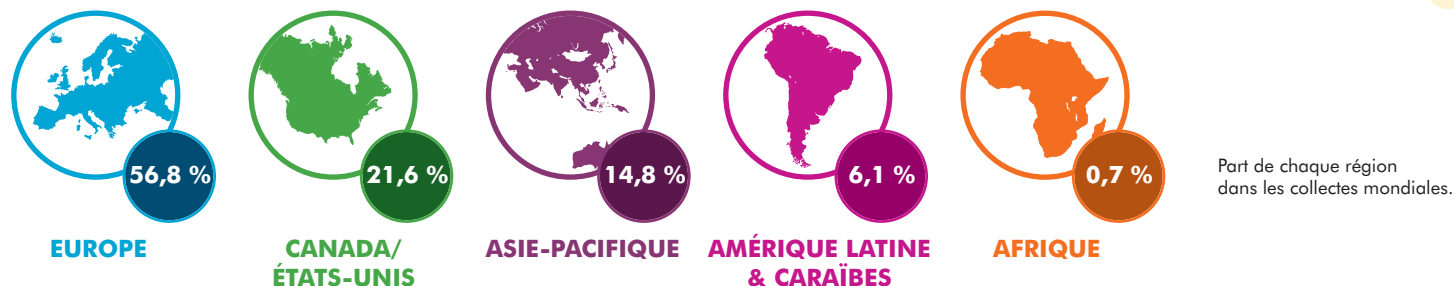 56,8 %
21,6 %
14,8 %
6,1 %
0,7 %
Part de chaque région
dans les collectes mondiales.
EUROPE
CANADA/
ÉTATS-UNIS
ASIE-PACIFIQUE
AMÉRIQUE LATINE
& CARAÏBES
AFRIQUE